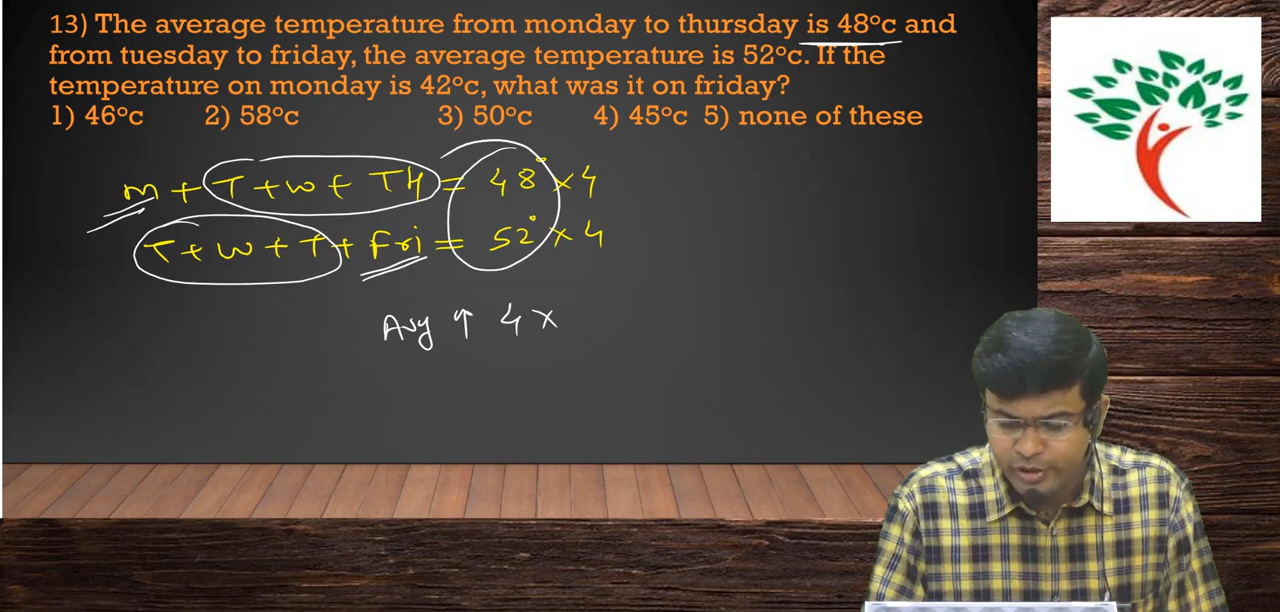 13) The average temperature from monday to thursday is 48°c and
from tuesday to friday, the average temperature is 52°c. If the
temperature on monday is 42°c, what was it on friday?
1) 46°c 2) 58°c 3) 50°c 4) 45°c 5) none of these
m + T + w + TH = 48° × 4
T + w + T + Fri = 52° × 4
Avg ↑ 4 ×